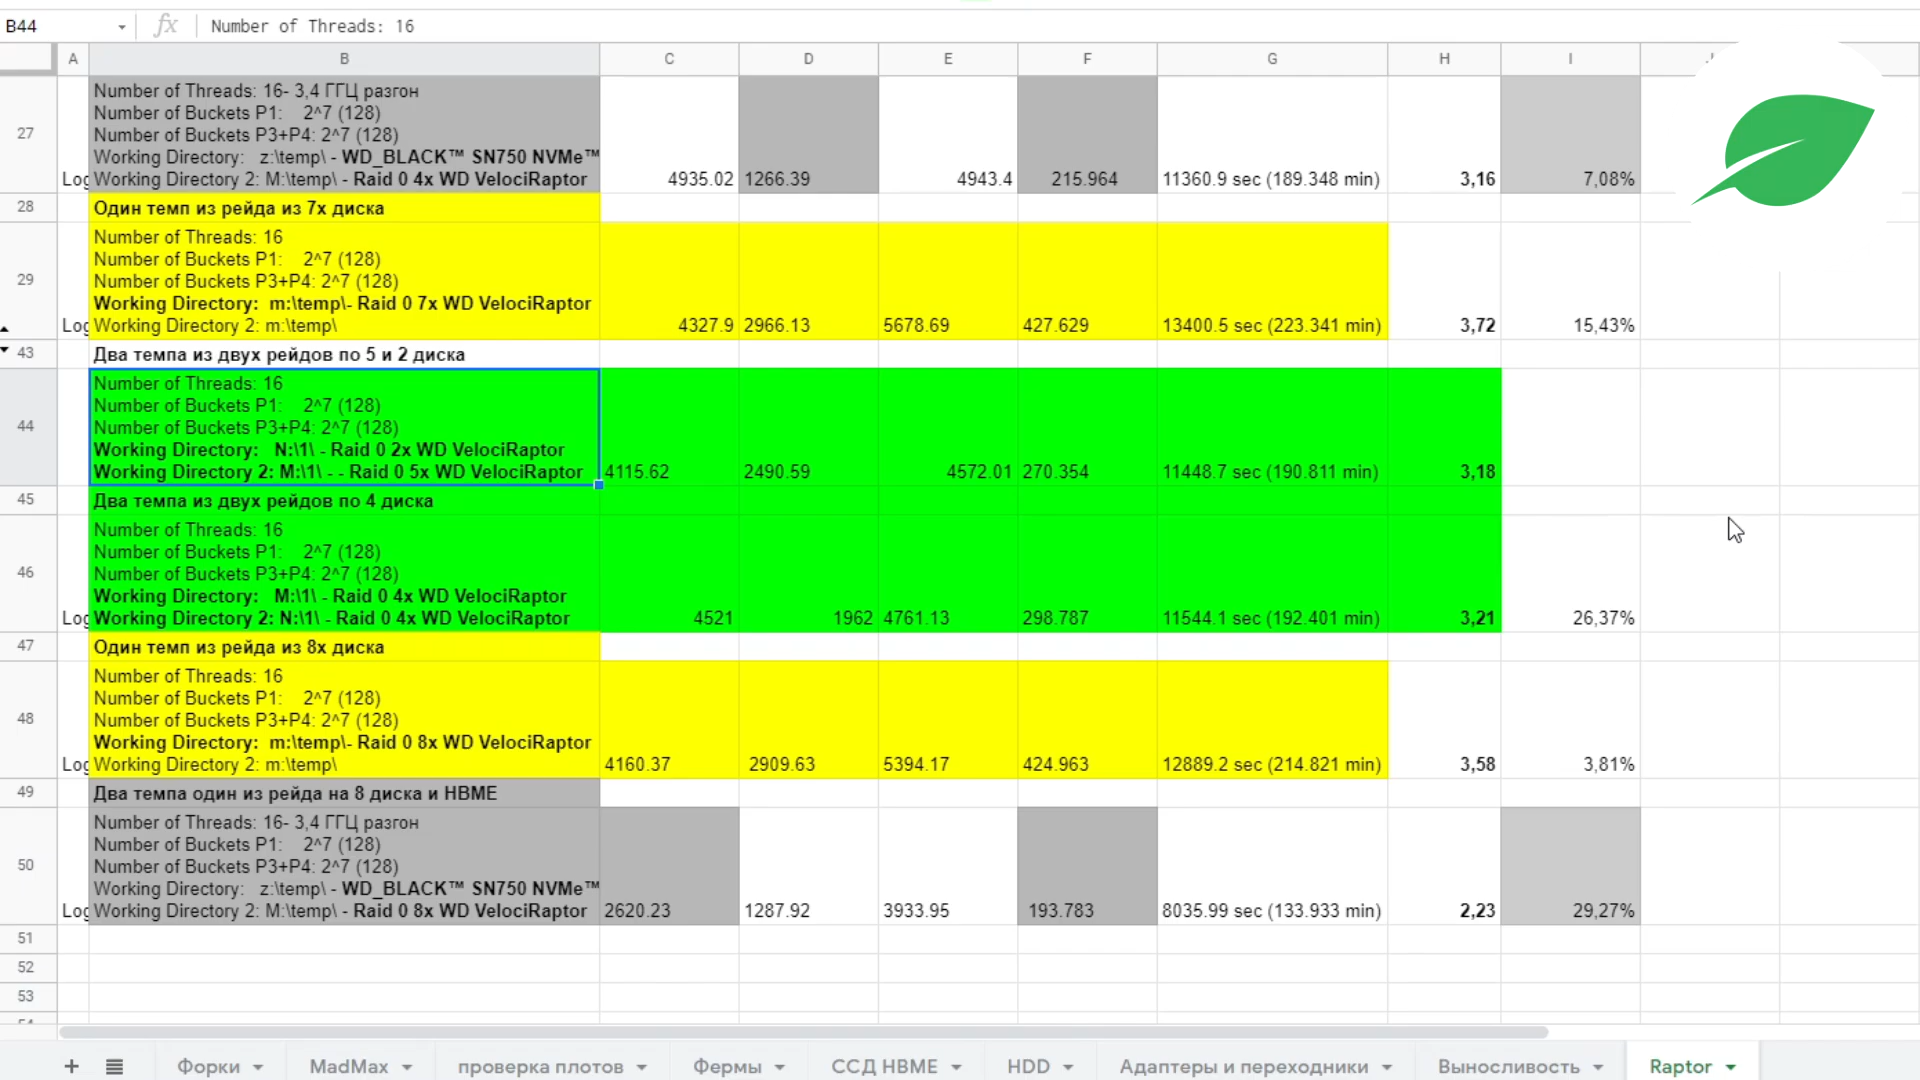 B44
fx
Number of Threads: 16
A B C D E F G H I
27
Number of Threads: 16- 3,4 ГГЦ разгон
Number of Buckets P1: 2^7 (128)
Number of Buckets P3+P4: 2^7 (128)
Working Directory: z:\temp\ - WD_BLACK™ SN750 NVMe™
Log Working Directory 2: M:\temp\ - Raid 0 4x WD VelociRaptor 4935.02 1266.39 4943.4 215.964 11360.9 sec (189.348 min) 3,16 7,08%
28 Один темп из рейда из 7х диска
29
Number of Threads: 16
Number of Buckets P1: 2^7 (128)
Number of Buckets P3+P4: 2^7 (128)
Working Directory: m:\temp\- Raid 0 7x WD VelociRaptor
Log Working Directory 2: m:\temp\ 4327.9 2966.13 5678.69 427.629 13400.5 sec (223.341 min) 3,72 15,43%
43 Два темпа из двух рейдов по 5 и 2 диска
44
Number of Threads: 16
Number of Buckets P1: 2^7 (128)
Number of Buckets P3+P4: 2^7 (128)
Working Directory: N:\1\ - Raid 0 2x WD VelociRaptor
Working Directory 2: M:\1\ - - Raid 0 5x WD VelociRaptor 4115.62 2490.59 4572.01 270.354 11448.7 sec (190.811 min) 3,18
45 Два темпа из двух рейдов по 4 диска
46
Number of Threads: 16
Number of Buckets P1: 2^7 (128)
Number of Buckets P3+P4: 2^7 (128)
Working Directory: M:\1\ - Raid 0 4x WD VelociRaptor
Log Working Directory 2: N:\1\ - Raid 0 4x WD VelociRaptor 4521 1962 4761.13 298.787 11544.1 sec (192.401 min) 3,21 26,37%
47 Один темп из рейда из 8х диска
48
Number of Threads: 16
Number of Buckets P1: 2^7 (128)
Number of Buckets P3+P4: 2^7 (128)
Working Directory: m:\temp\- Raid 0 8x WD VelociRaptor
Log Working Directory 2: m:\temp\ 4160.37 2909.63 5394.17 424.963 12889.2 sec (214.821 min) 3,58 3,81%
49 Два темпа один из рейда на 8 диска и НВМЕ
50
Number of Threads: 16- 3,4 ГГЦ разгон
Number of Buckets P1: 2^7 (128)
Number of Buckets P3+P4: 2^7 (128)
Working Directory: z:\temp\ - WD_BLACK™ SN750 NVMe™
Log Working Directory 2: M:\temp\ - Raid 0 8x WD VelociRaptor 2620.23 1287.92 3933.95 193.783 8035.99 sec (133.933 min) 2,23 29,27%
51
52
53
Форки MadMax проверка плотов Фермы ССД НВМЕ HDD Адаптеры и переходники Выносливость Raptor